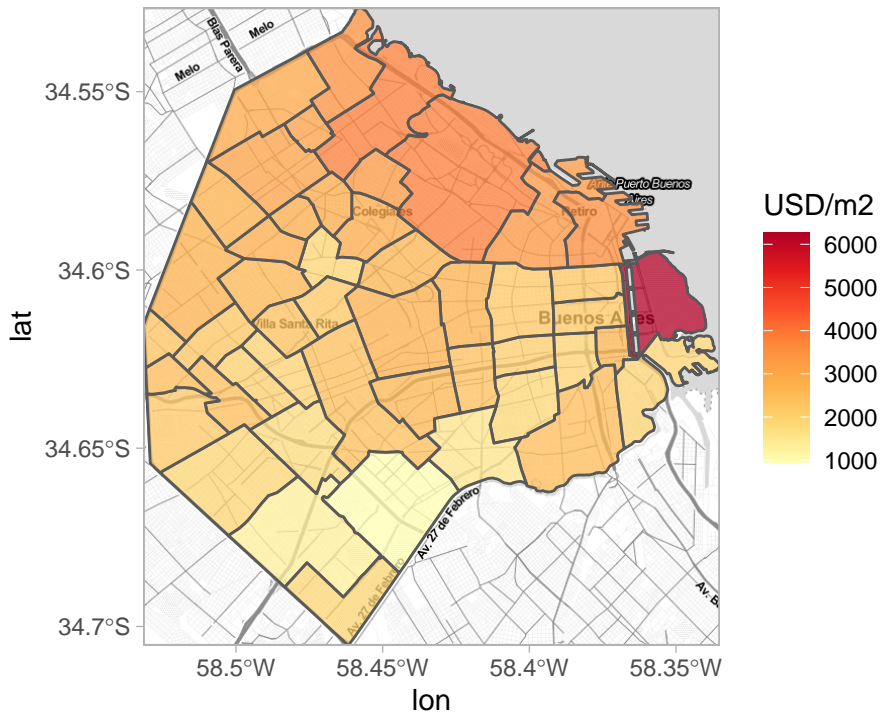 Melo
Blas Parera
Melo
34.55°S
Ante Puerto Buenos
Aires
USD/m2
Colegiales
Retiro
6000
34.6°S
5000
lat
Villa Santa Rita
Buenos Aires
4000
3000
2000
34.65°S
1000
Av. 27 de Febrero
Av. 27 de Febrero
Av. B
34.7°S
58.5°W
58.45°W
58.4°W
58.35°W
lon